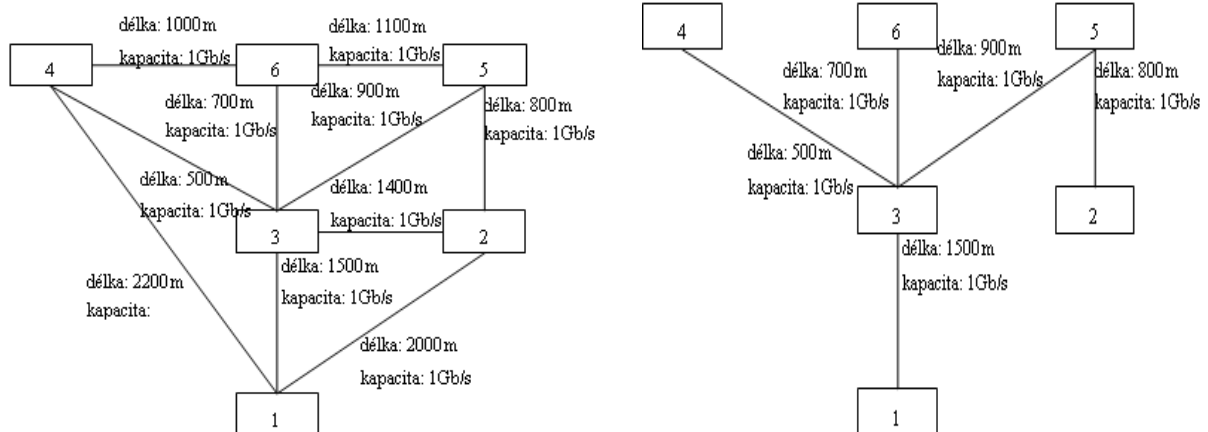 délka: 1000m
kapacita: 1Gb/s
délka: 1100m
kapacita: 1Gb/s
4
6
5
délka: 700m
kapacita: 1Gb/s
délka: 900m
kapacita: 1Gb/s
délka: 800m
kapacita: 1Gb/s
délka: 500m
kapacita: 1Gb/s
délka: 1400m
kapacita: 1Gb/s
3
2
délka: 2200m
kapacita:
délka: 1500m
kapacita: 1Gb/s
délka: 2000m
kapacita: 1Gb/s
1
4
6
5
délka: 900m
kapacita: 1Gb/s
délka: 700m
kapacita: 1Gb/s
délka: 800m
kapacita: 1Gb/s
délka: 500m
kapacita: 1Gb/s
3
2
délka: 1500m
kapacita: 1Gb/s
1